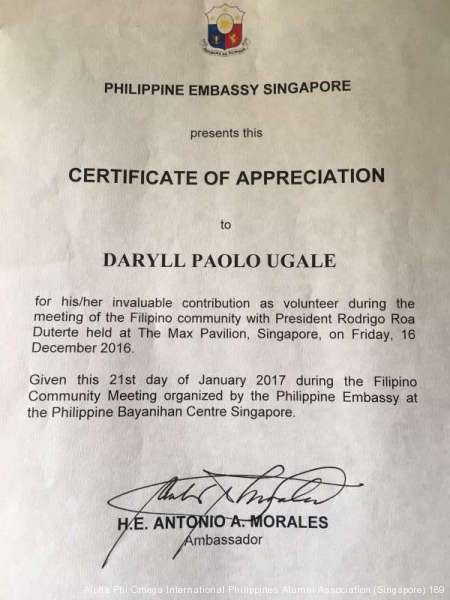 PHILIPPINE EMBASSY SINGAPORE
presents this
CERTIFICATE OF APPRECIATION
to
DARYLL PAOLO UGALE
for his/her invaluable contribution as volunteer during the
meeting of the Filipino community with President Rodrigo Roa
Duterte held at The Max Pavilion, Singapore, on Friday, 16
December 2016.
Given this 21st day of January 2017 during the Filipino
Community Meeting organized by the Philippine Embassy at
the Philippine Bayanihan Centre Singapore.
H.E. ANTONIO A. MORALES
Ambassador
Alpha Phi Omega International Philippines Alumni Association (Singapore) 189